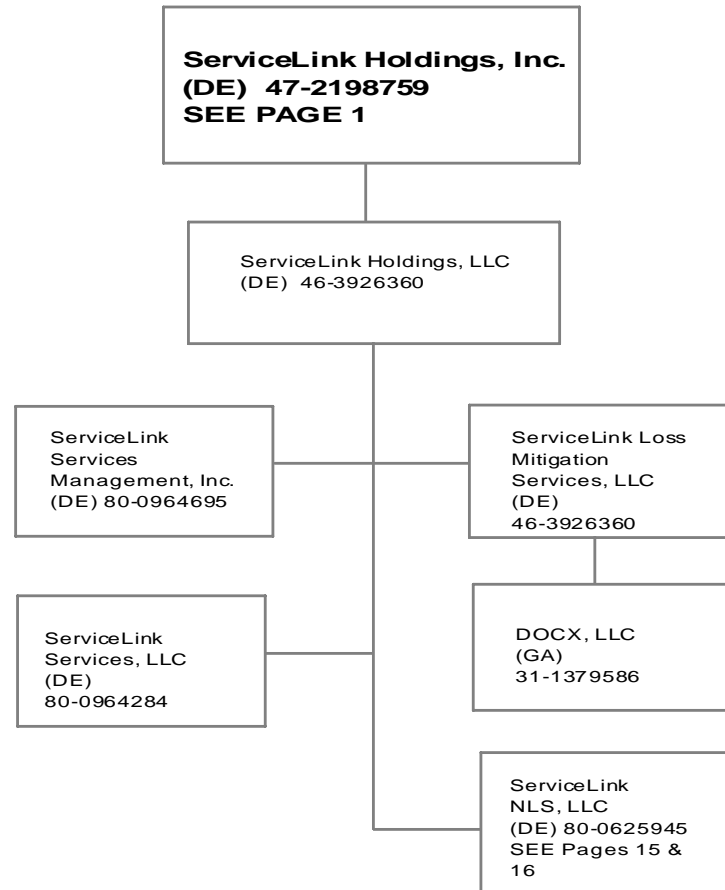 ServiceLink Holdings, Inc.
(DE) 47-2198759
SEE PAGE 1
ServiceLink Holdings, LLC
(DE) 46-3926360
ServiceLink
Services
Management, Inc.
(DE) 80-0964695
ServiceLink Loss
Mitigation
Services, LLC
(DE)
46-3926360
ServiceLink
Services, LLC
(DE)
80-0964284
DOCX, LLC
(GA)
31-1379586
ServiceLink
NLS, LLC
(DE) 80-0625945
SEE Pages 15 &
16